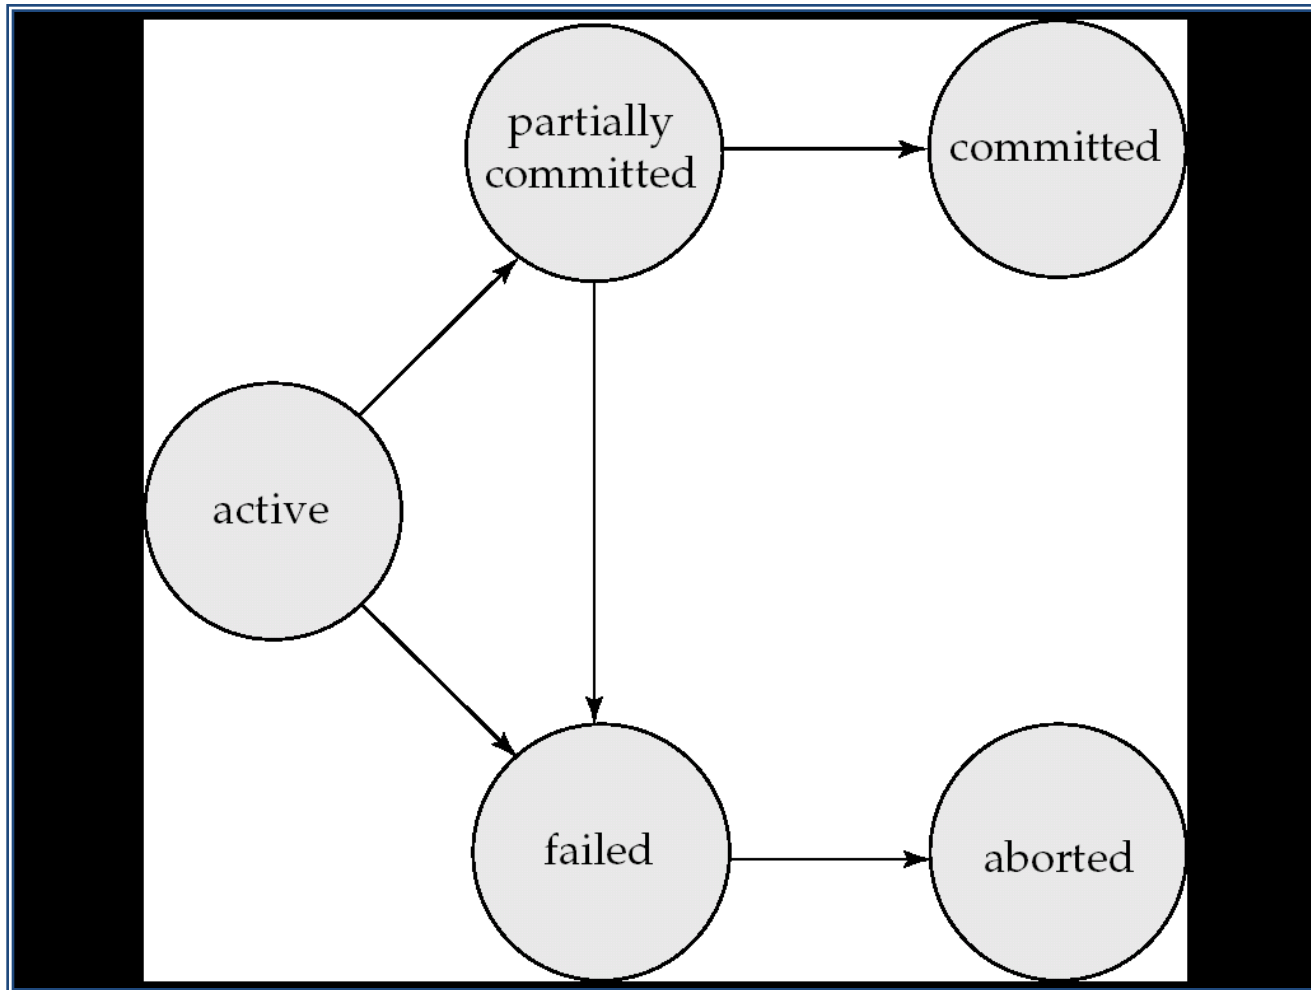 partially
committed
committed
active
failed
aborted